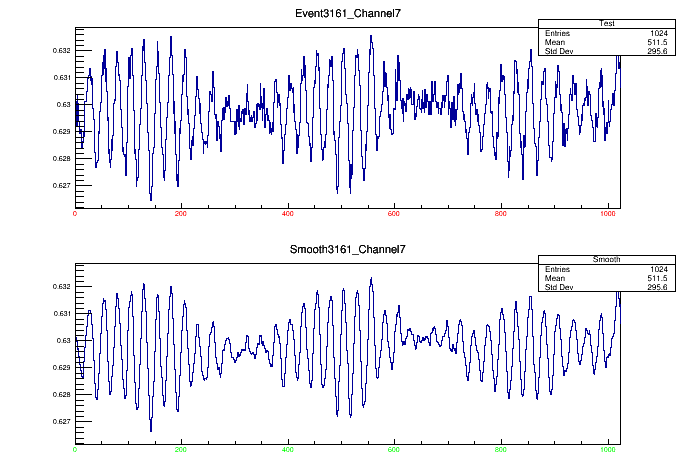 Event3161_Channel7
Test
Entries 1024
Mean 511.5
Std Dev 295.6
0.632
0.631
0.63
0.629
0.628
0.627
0 200 400 600 800 1000
Smooth3161_Channel7
Smooth
Entries 1024
Mean 511.5
Std Dev 295.6
0.632
0.631
0.63
0.629
0.628
0.627
0 200 400 600 800 1000